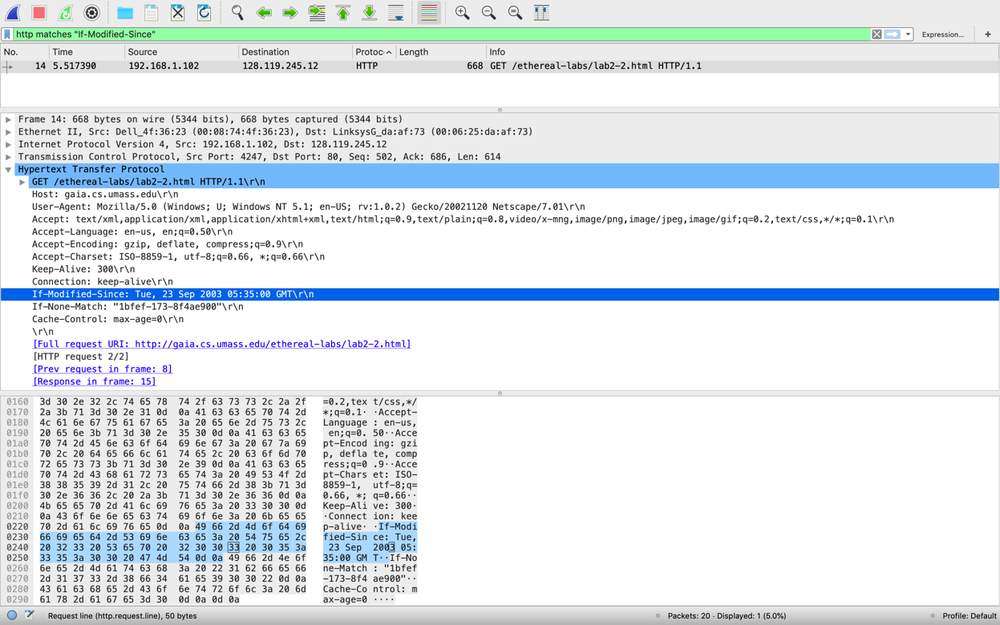 http matches "If-Modified-Since"
Expression...
+
No. Time Source Destination Protoc Length Info
14 5.517390 192.168.1.102 128.119.245.12 HTTP 668 GET /ethereal-labs/lab2-2.html HTTP/1.1
Frame 14: 668 bytes on wire (5344 bits), 668 bytes captured (5344 bits)
Ethernet II, Src: Dell_4f:36:23 (00:08:74:4f:36:23), Dst: LinksysG_da:af:73 (00:06:25:da:af:73)
Internet Protocol Version 4, Src: 192.168.1.102, Dst: 128.119.245.12
Transmission Control Protocol, Src Port: 4247, Dst Port: 80, Seq: 502, Ack: 686, Len: 614
Hypertext Transfer Protocol
GET /ethereal-labs/lab2-2.html HTTP/1.1\r\n
Host: gaia.cs.umass.edu\r\n
User-Agent: Mozilla/5.0 (Windows; U; Windows NT 5.1; en-US; rv:1.0.2) Gecko/20021120 Netscape/7.01\r\n
Accept: text/xml,application/xml,application/xhtml+xml,text/html;q=0.9,text/plain;q=0.8,video/x-mng,image/png,image/jpeg,image/gif;q=0.2,text/css,*/*;q=0.1\r\n
Accept-Language: en-us, en;q=0.50\r\n
Accept-Encoding: gzip, deflate, compress;q=0.9\r\n
Accept-Charset: ISO-8859-1, utf-8;q=0.66, *;q=0.66\r\n
Keep-Alive: 300\r\n
Connection: keep-alive\r\n
If-Modified-Since: Tue, 23 Sep 2003 05:35:00 GMT\r\n
If-None-Match: "1bfef-173-8f4ae900"\r\n
Cache-Control: max-age=0\r\n
\r\n
[Full request URI: http://gaia.cs.umass.edu/ethereal-labs/lab2-2.html]
[HTTP request 2/2]
[Prev request in frame: 8]
[Response in frame: 15]
0160 3d 30 2e 32 2c 74 65 78 74 2f 63 73 73 2c 2a 2f =0.2,tex t/css,*/
0170 2a 3b 71 3d 30 2e 31 0d 0a 41 63 63 65 70 74 2d *;q=0.1· ·Accept-
0180 4c 61 6e 67 75 61 67 65 3a 20 65 6e 2d 75 73 2c Language : en-us,
0190 20 65 6e 3b 71 3d 30 2e 35 30 0d 0a 41 63 63 65 en;q=0. 50··Acce
01a0 70 74 2d 45 6e 63 6f 64 69 6e 67 3a 20 67 7a 69 pt-Encod ing: gzi
01b0 70 2c 20 64 65 66 6c 61 74 65 2c 20 63 6f 6d 70 p, defla te, comp
01c0 72 65 73 73 3b 71 3d 30 2e 39 0d 0a 41 63 63 65 ress;q=0 .9··Acce
01d0 70 74 2d 43 68 61 72 73 65 74 3a 20 49 53 4f 2d pt-Chars et: ISO-
01e0 38 38 35 39 2d 31 2c 20 75 74 66 2d 38 3b 71 3d 8859-1, utf-8;q=
01f0 30 2e 36 36 2c 20 2a 3b 71 3d 30 2e 36 36 0d 0a 0.66, *; q=0.66··
0200 4b 65 65 70 2d 41 6c 69 76 65 3a 20 33 30 30 0d Keep-Ali ve: 300·
0210 0a 43 6f 6e 6e 65 63 74 69 6f 6e 3a 20 6b 65 65 ·Connect ion: kee
0220 70 2d 61 6c 69 76 65 0d 0a 49 66 2d 4d 6f 64 69 p-alive· ·If-Modi
0230 66 69 65 64 2d 53 69 6e 63 65 3a 20 54 75 65 2c fied-Sin ce: Tue,
0240 20 32 33 20 53 65 70 20 32 30 30 33 20 30 35 3a 23 Sep 2003 05:
0250 33 35 3a 30 30 20 47 4d 54 0d 0a 49 66 2d 4e 6f 35:00 GM T··If-No
0260 6e 65 2d 4d 61 74 63 68 3a 20 22 31 62 66 65 66 ne-Match : "1bfef
0270 2d 31 37 33 2d 38 66 34 61 65 39 30 30 22 0d 0a -173-8f4 ae900"··
0280 43 61 63 68 65 2d 43 6f 6e 74 72 6f 6c 3a 20 6d Cache-Co ntrol: m
0290 61 78 2d 61 67 65 3d 30 0d 0a 0d 0a ax-age=0 ····
Request line (http.request.line), 50 bytes
Packets: 20 · Displayed: 1 (5.0%)
Profile: Default